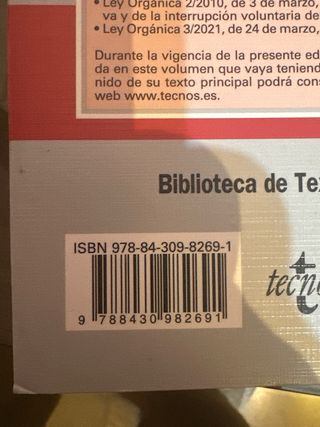 • Ley Orgánica 2/2010, de 3 de marzo,
va y de la interrupción voluntaria de
• Ley Orgánica 3/2021, de 24 de marzo,
Durante la vigencia de la presente ed
da en este volumen que vaya teniend
nido de su texto principal podrá cons
web www.tecnos.es.
Biblioteca de Te
ISBN 978-84-309-8269-1
tecno
9 788430 982691